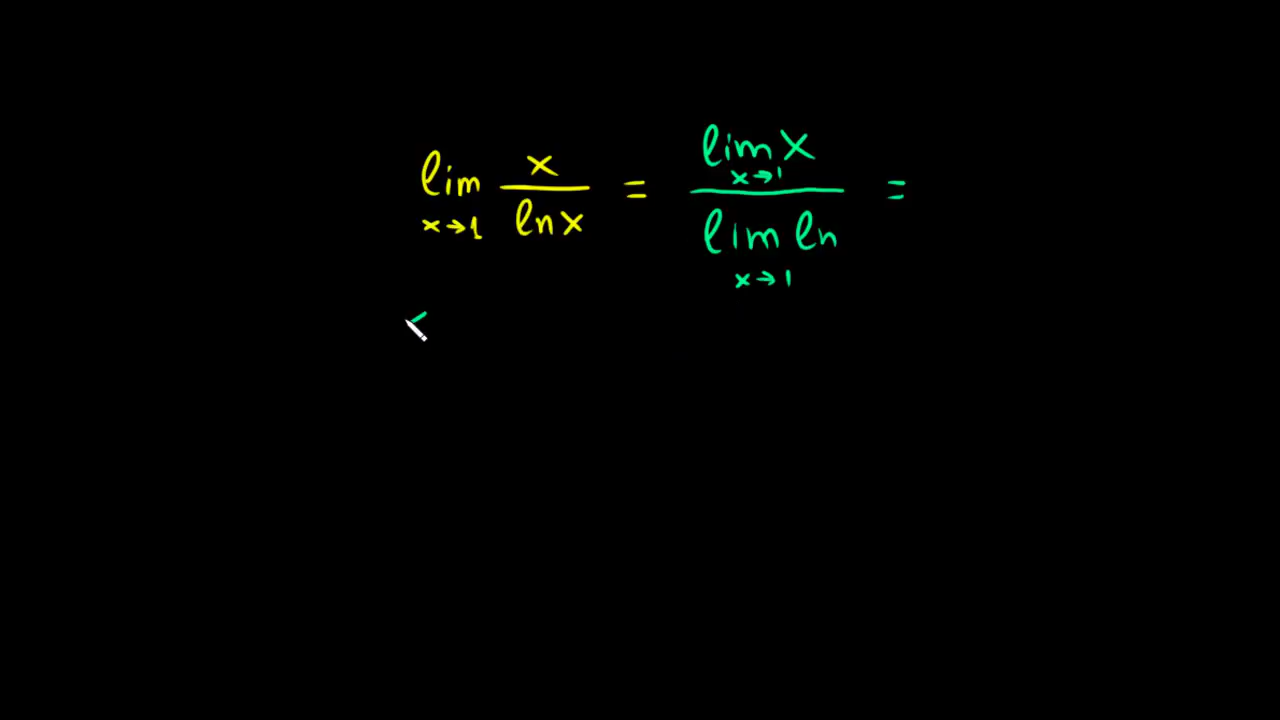 lim x→1 x / ln x = lim x→1 x / lim x→1 ln =